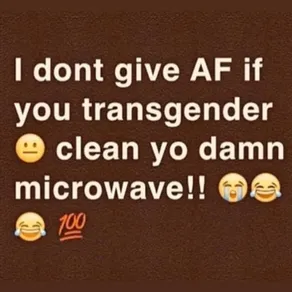 I dont give AF if
you transgender
😐 clean yo damn
microwave!! 😭😂
😂 💯